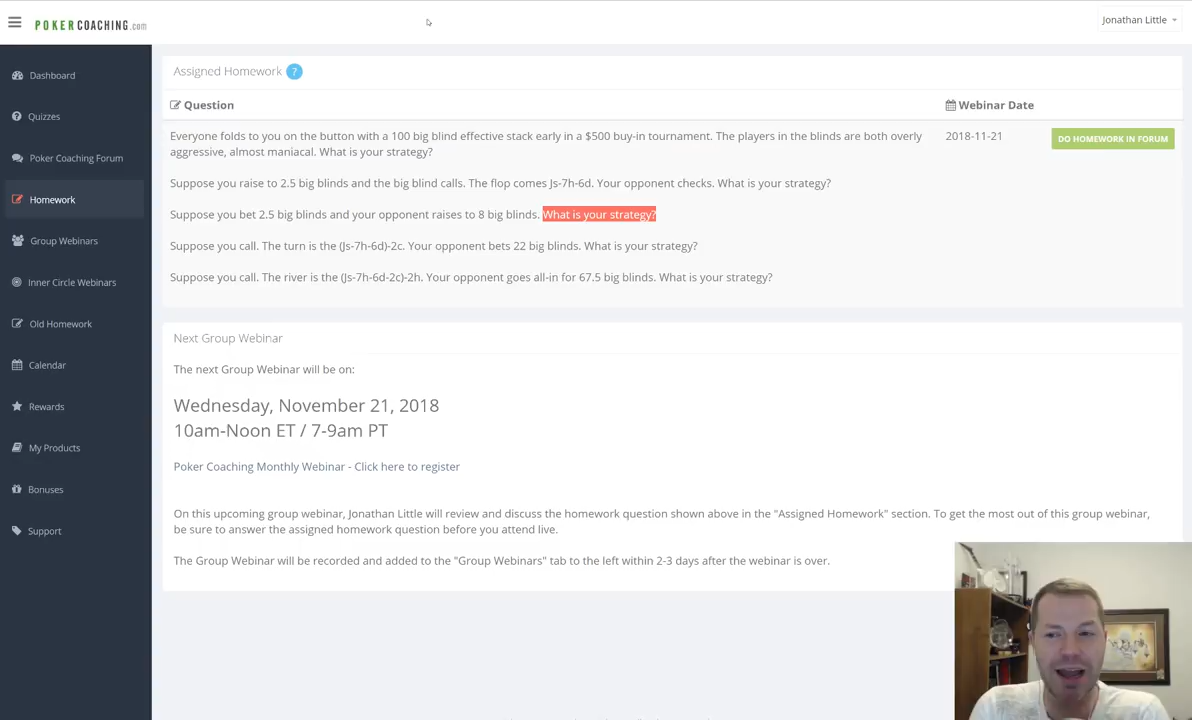 POKERCOACHING.com
Jonathan Little
Dashboard
Quizzes
Poker Coaching Forum
Homework
Group Webinars
Inner Circle Webinars
Old Homework
Calendar
Rewards
My Products
Bonuses
Support
Assigned Homework ?
Question
Webinar Date
Everyone folds to you on the button with a 100 big blind effective stack early in a $500 buy-in tournament. The players in the blinds are both overly
aggressive, almost maniacal. What is your strategy?
2018-11-21
DO HOMEWORK IN FORUM
Suppose you raise to 2.5 big blinds and the big blind calls. The flop comes Js-7h-6d. Your opponent checks. What is your strategy?
Suppose you bet 2.5 big blinds and your opponent raises to 8 big blinds. What is your strategy?
Suppose you call. The turn is the (Js-7h-6d)-2c. Your opponent bets 22 big blinds. What is your strategy?
Suppose you call. The river is the (Js-7h-6d-2c)-2h. Your opponent goes all-in for 67.5 big blinds. What is your strategy?
Next Group Webinar
The next Group Webinar will be on:
Wednesday, November 21, 2018
10am-Noon ET / 7-9am PT
Poker Coaching Monthly Webinar - Click here to register
On this upcoming group webinar, Jonathan Little will review and discuss the homework question shown above in the "Assigned Homework" section. To get the most out of this group webinar,
be sure to answer the assigned homework question before you attend live.
The Group Webinar will be recorded and added to the "Group Webinars" tab to the left within 2-3 days after the webinar is over.